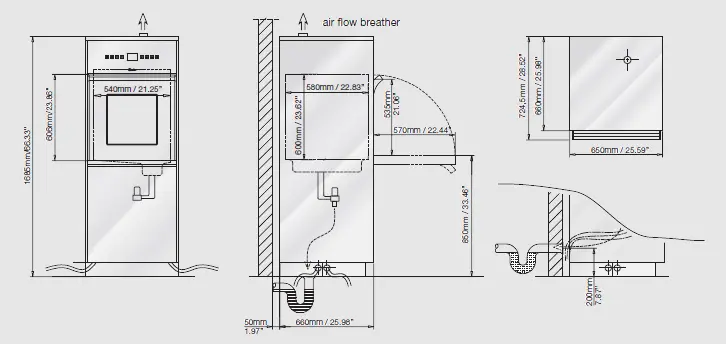 air flow breather
1685mm/66.33"
606mm/23.86"
540mm / 21.25"
580mm / 22.83"
600mm / 23.62"
535mm
21.06"
570mm / 22.44"
850mm / 33.46"
50mm
1.97"
660mm / 25.98"
724,5mm / 28.52"
660mm / 25.98"
650mm / 25.59"
200mm
7.87"